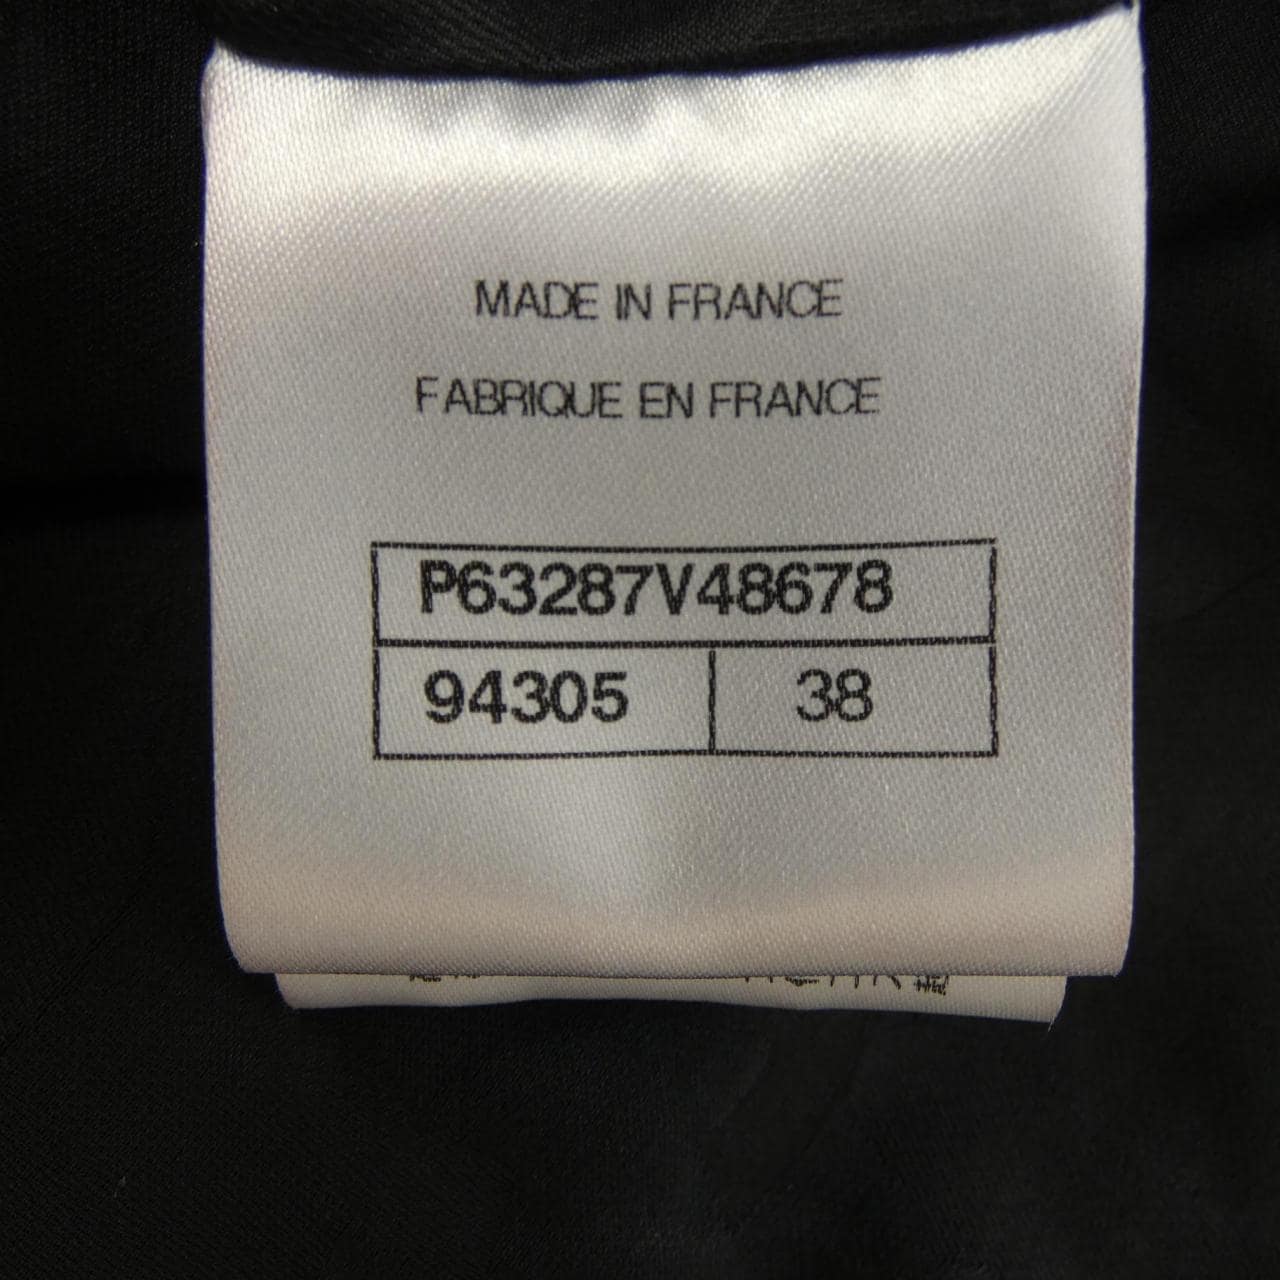 MADE IN FRANCE
FABRIQUE EN FRANCE
P63287V48678
94305 38